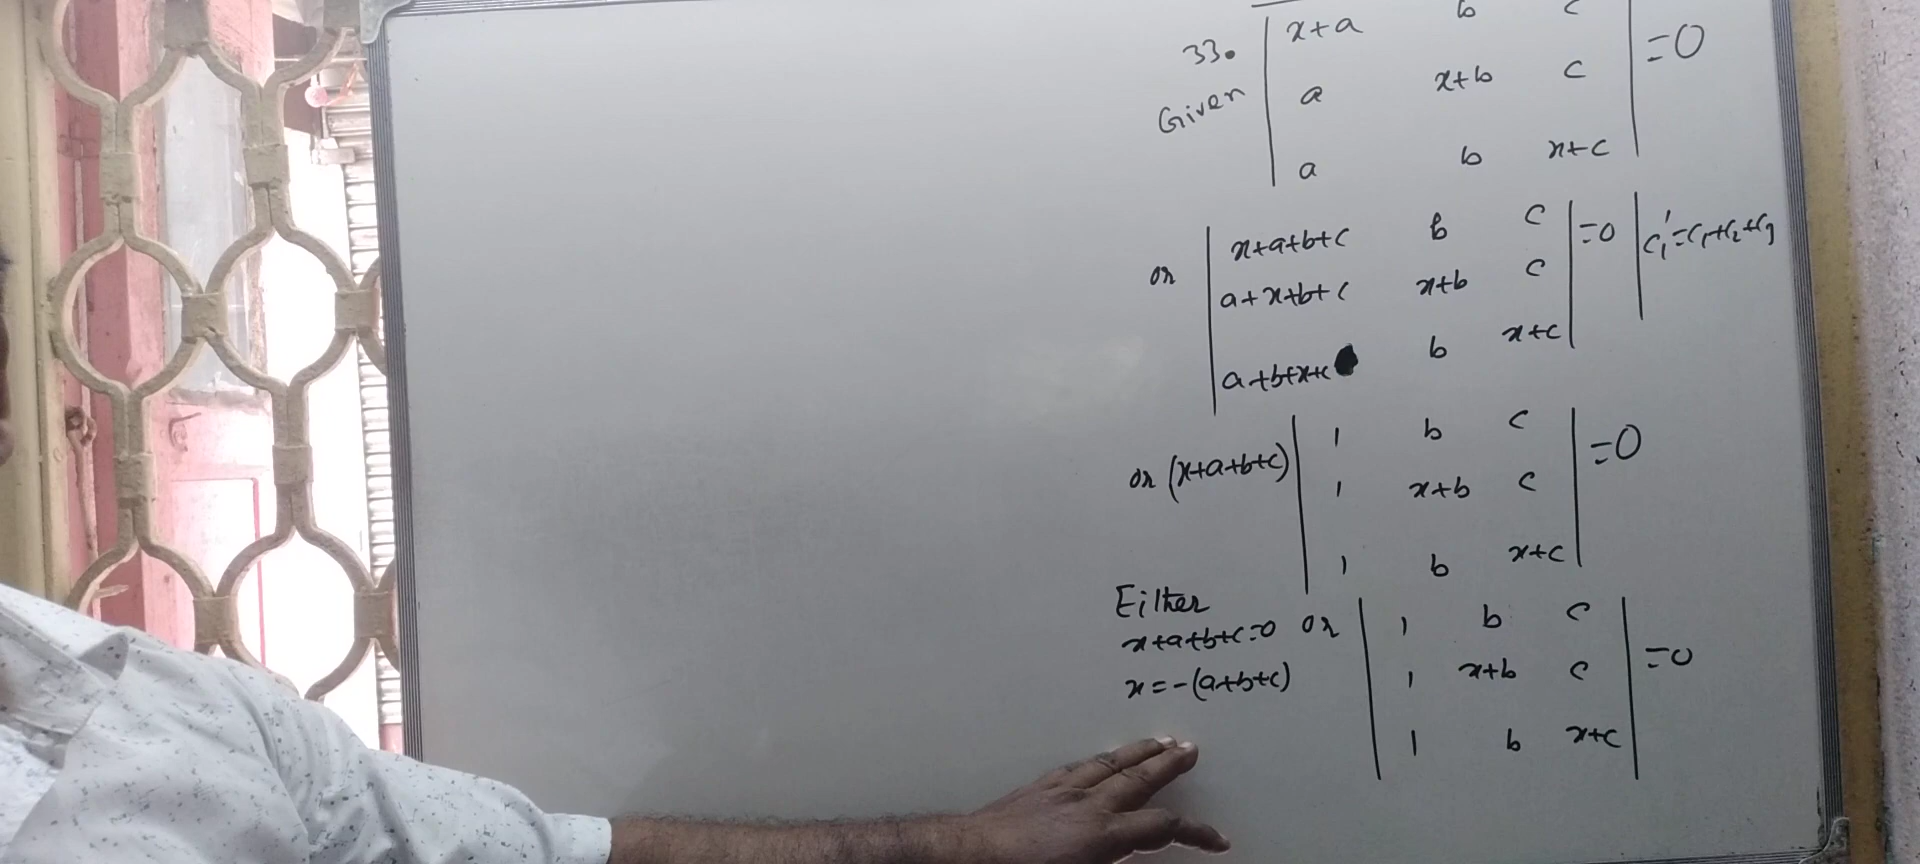 33. | x+a b c | =0
Given | a x+b c |
| a b x+c |
or | x+a+b+c b c | =0 | C₁'=C₁+C₂+C₃
| a+x+b+c x+b c |
| a+b+x+c b x+c |
or (x+a+b+c) | 1 b c | =0
| 1 x+b c |
| 1 b x+c |
Either
x+a+b+c=0 or | 1 b c | =0
x=-(a+b+c) | 1 x+b c |
| 1 b x+c |